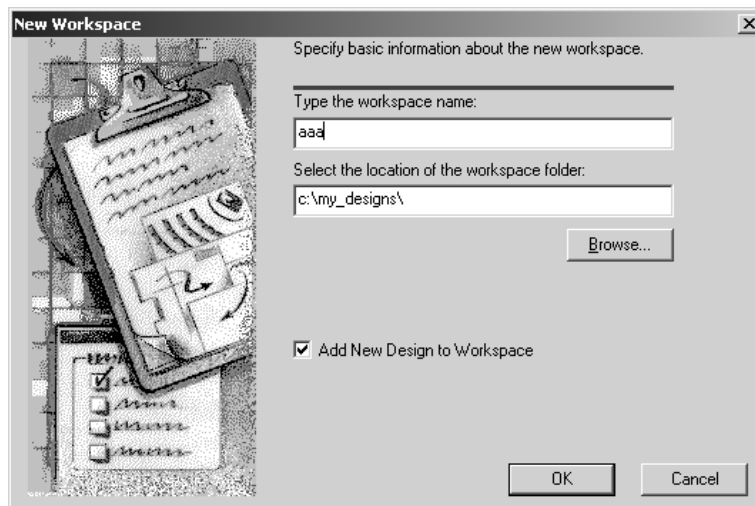 New Workspace
Specify basic information about the new workspace.
Type the workspace name:
aaa
Select the location of the workspace folder:
c:\my_designs\
Browse...
Add New Design to Workspace
OK
Cancel